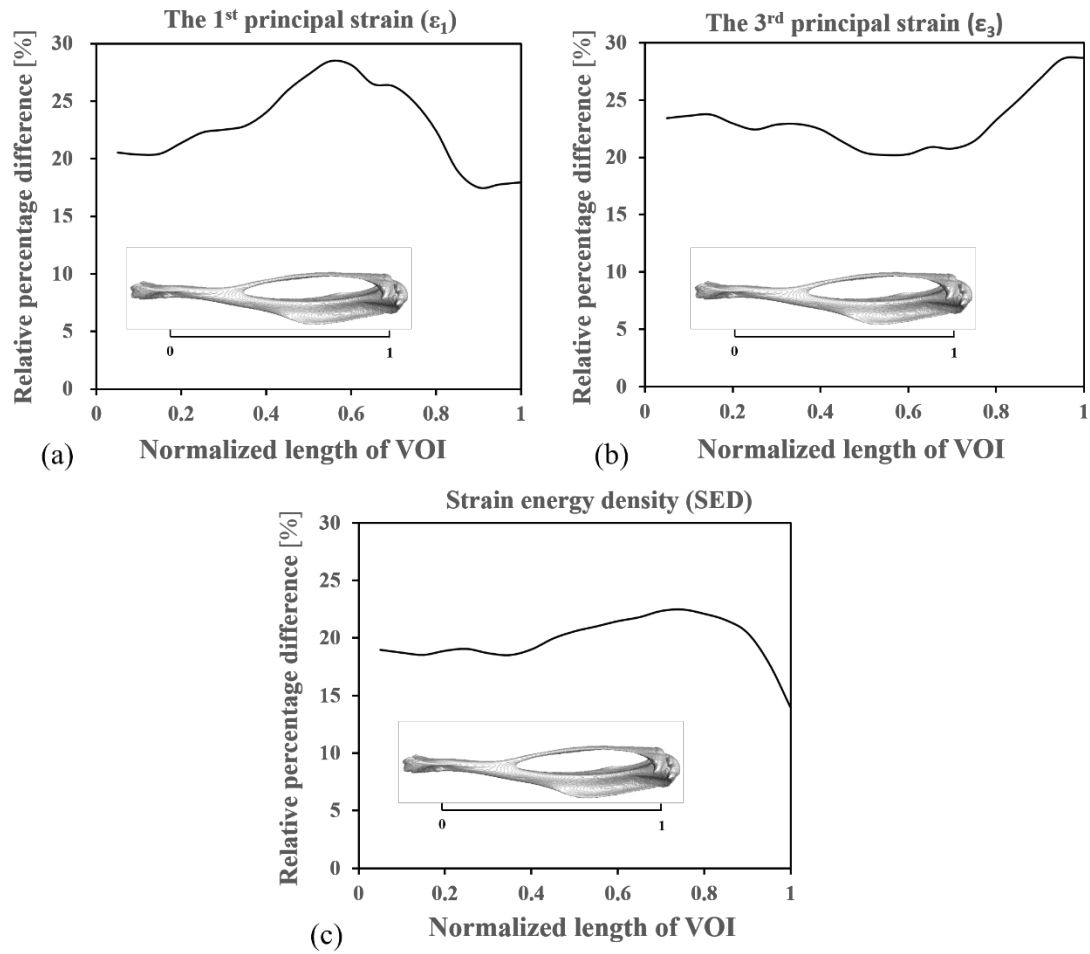 The 1st principal strain (ε1)
Relative percentage difference [%]
30
25
20
15
10
5
0
0 1
0 0.2 0.4 0.6 0.8 1
Normalized length of VOI
(a)
The 3rd principal strain (ε3)
Relative percentage difference [%]
30
25
20
15
10
5
0
0 1
0 0.2 0.4 0.6 0.8 1
Normalized length of VOI
(b)
Strain energy density (SED)
Relative percentage difference [%]
30
25
20
15
10
5
0
0 1
0 0.2 0.4 0.6 0.8 1
Normalized length of VOI
(c)